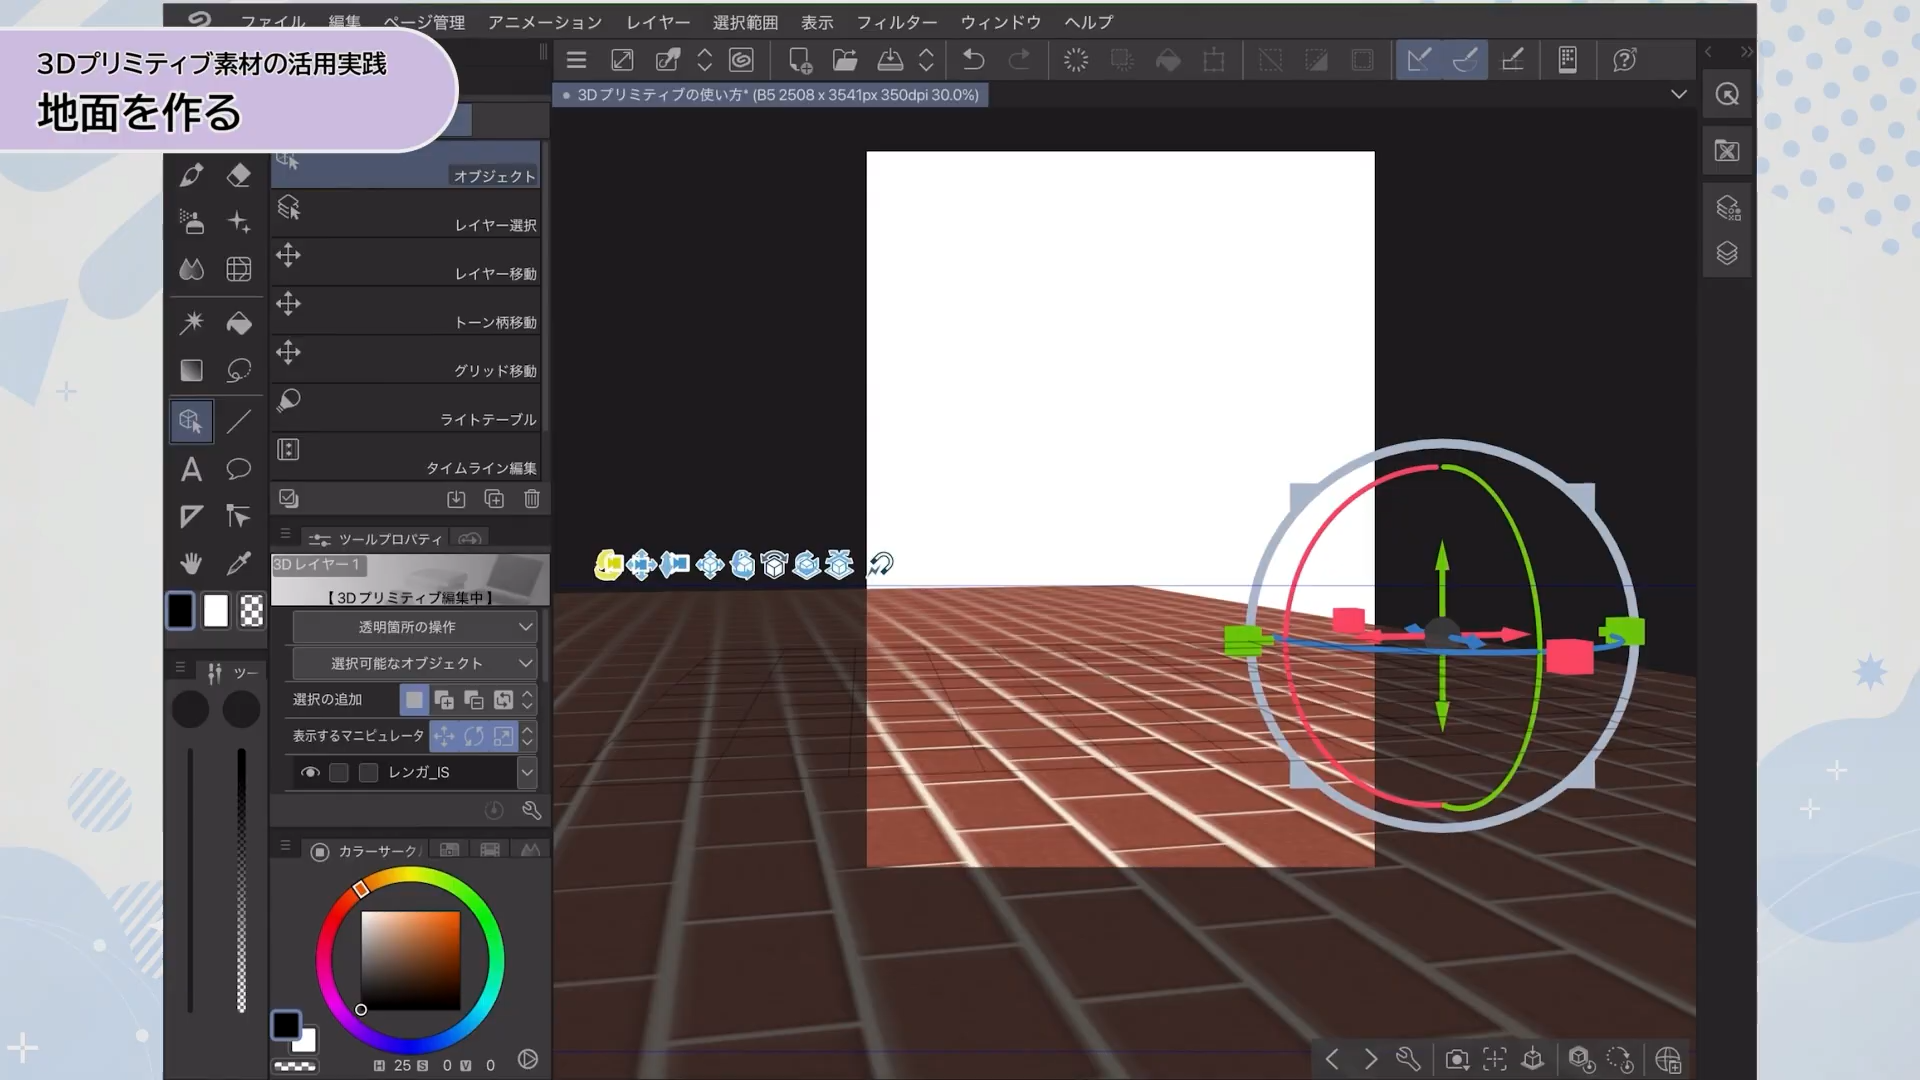 ファイル 編集 ページ管理 アニメーション レイヤー 選択範囲 表示 フィルター ウィンドウ ヘルプ
3Dプリミティブ素材の活用実践
地面を作る
3Dプリミティブの使い方* (B5 2508 x 3541px 350dpi 30.0%)
オブジェクト
レイヤー選択
レイヤー移動
トーン柄移動
グリッド移動
ライトテーブル
タイムライン編集
ツールプロパティ
3Dレイヤー 1
【 3Dプリミティブ編集中 】
透明箇所の操作
選択可能なオブジェクト
選択の追加
表示するマニピュレータ
レンガ_IS
ツー
カラーサーク
H 25 S 0 V 0